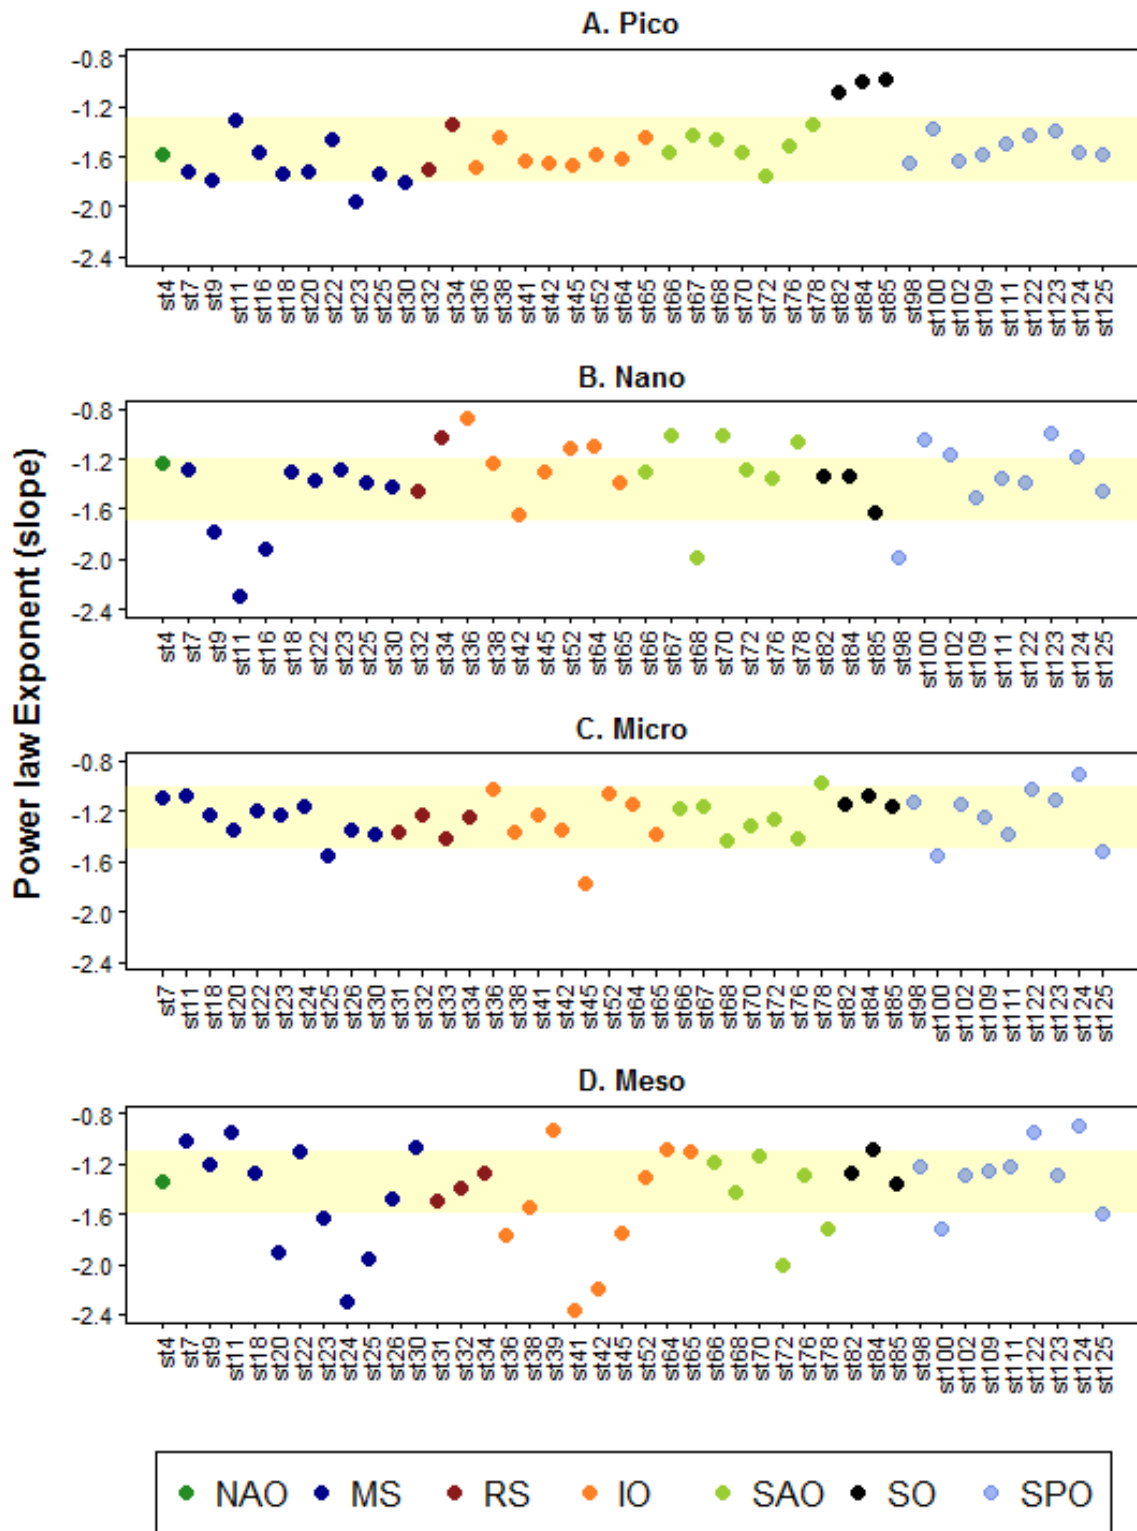 A. Pico
-0.8
-1.2
-1.6
-2.0
-2.4
st4 st7 st9 st11 st16 st18 st20 st22 st23 st25 st30 st32 st34 st36 st38 st41 st42 st45 st52 st64 st65 st66 st67 st68 st70 st72 st76 st78 st82 st84 st85 st98 st100 st102 st109 st111 st122 st123 st124 st125
B. Nano
-0.8
-1.2
-1.6
-2.0
-2.4
st4 st7 st9 st11 st16 st18 st22 st23 st25 st30 st32 st34 st36 st38 st42 st45 st52 st64 st65 st66 st67 st68 st70 st72 st76 st78 st82 st84 st85 st98 st100 st102 st109 st111 st122 st123 st124 st125
Power law Exponent (slope)
C. Micro
-0.8
-1.2
-1.6
-2.0
-2.4
st7 st11 st18 st20 st22 st23 st24 st25 st26 st30 st31 st32 st33 st34 st36 st38 st41 st42 st45 st52 st64 st65 st66 st67 st68 st70 st72 st76 st78 st82 st84 st85 st98 st100 st102 st109 st111 st122 st123 st124 st125
D. Meso
-0.8
-1.2
-1.6
-2.0
-2.4
st4 st7 st9 st11 st18 st20 st22 st23 st24 st25 st26 st30 st31 st32 st34 st36 st38 st39 st41 st42 st45 st52 st64 st65 st66 st68 st70 st72 st76 st78 st82 st84 st85 st98 st100 st102 st109 st111 st122 st123 st124 st125
NAO MS RS IO SAO SO SPO